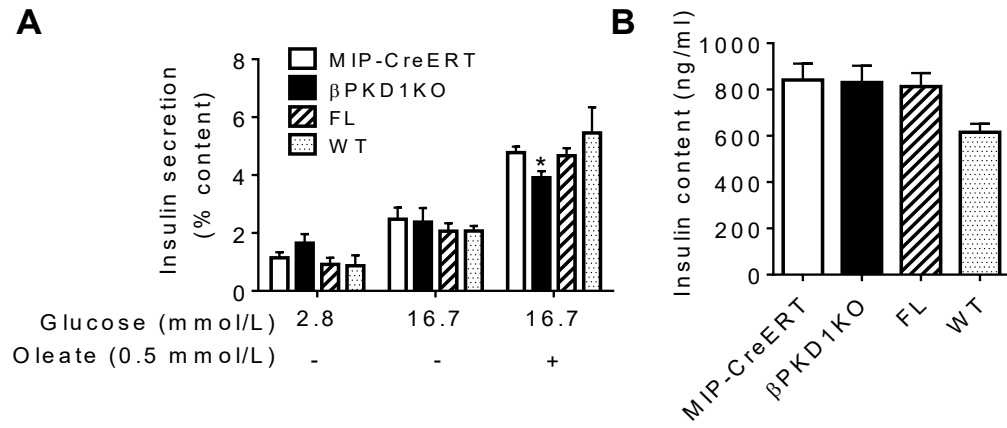 A
Insulin secretion
(% content)
8
6
4
2
0
MIP-CreERT
βPKD1KO
FL
WT
*
Glucose (mmol/L) 2.8 16.7 16.7
Oleate (0.5 mmol/L) - - +
B
Insulin content (ng/ml)
1000
800
600
400
200
0
MIP-CreERT
βPKD1KO
FL
WT